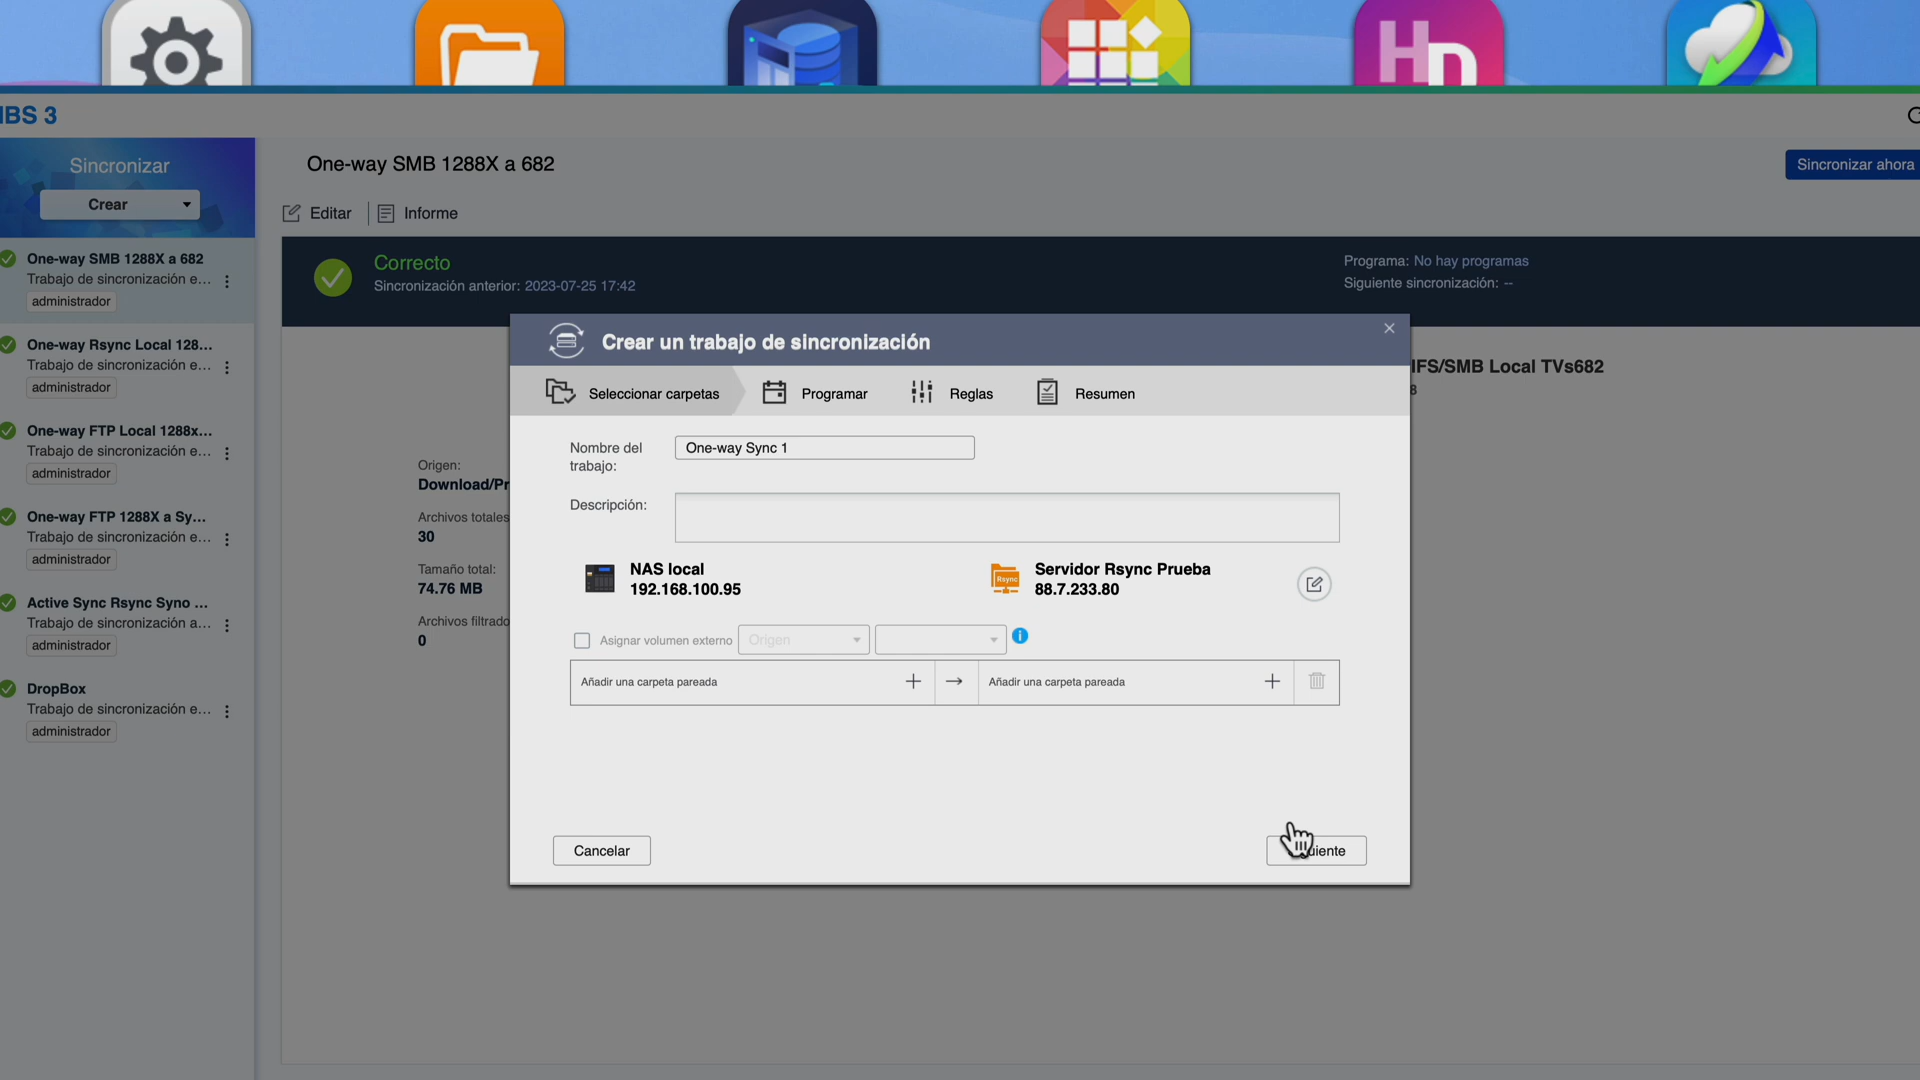 Hn
IBS 3
Sincronizar
Crear
One-way SMB 1288X a 682
Trabajo de sincronización e...
administrador
One-way Rsync Local 128...
Trabajo de sincronización e...
administrador
One-way FTP Local 1288x...
Trabajo de sincronización e...
administrador
One-way FTP 1288X a Sy...
Trabajo de sincronización e...
administrador
Active Sync Rsync Syno ...
Trabajo de sincronización a...
administrador
DropBox
Trabajo de sincronización e...
administrador
One-way SMB 1288X a 682
Sincronizar ahora
Editar
Informe
Correcto
Sincronización anterior: 2023-07-25 17:42
Programa: No hay programas
Siguiente sincronización: --
IFS/SMB Local TVs682
8
Origen:
Download/Pr
Archivos totales
30
Tamaño total:
74.76 MB
Archivos filtrado
0
Crear un trabajo de sincronización
Seleccionar carpetas
Programar
Reglas
Resumen
Nombre del
trabajo:
One-way Sync 1
Descripción:
NAS local
192.168.100.95
Rsync
Servidor Rsync Prueba
88.7.233.80
Asignar volumen externo
Origen
Añadir una carpeta pareada
Añadir una carpeta pareada
Cancelar
uiente